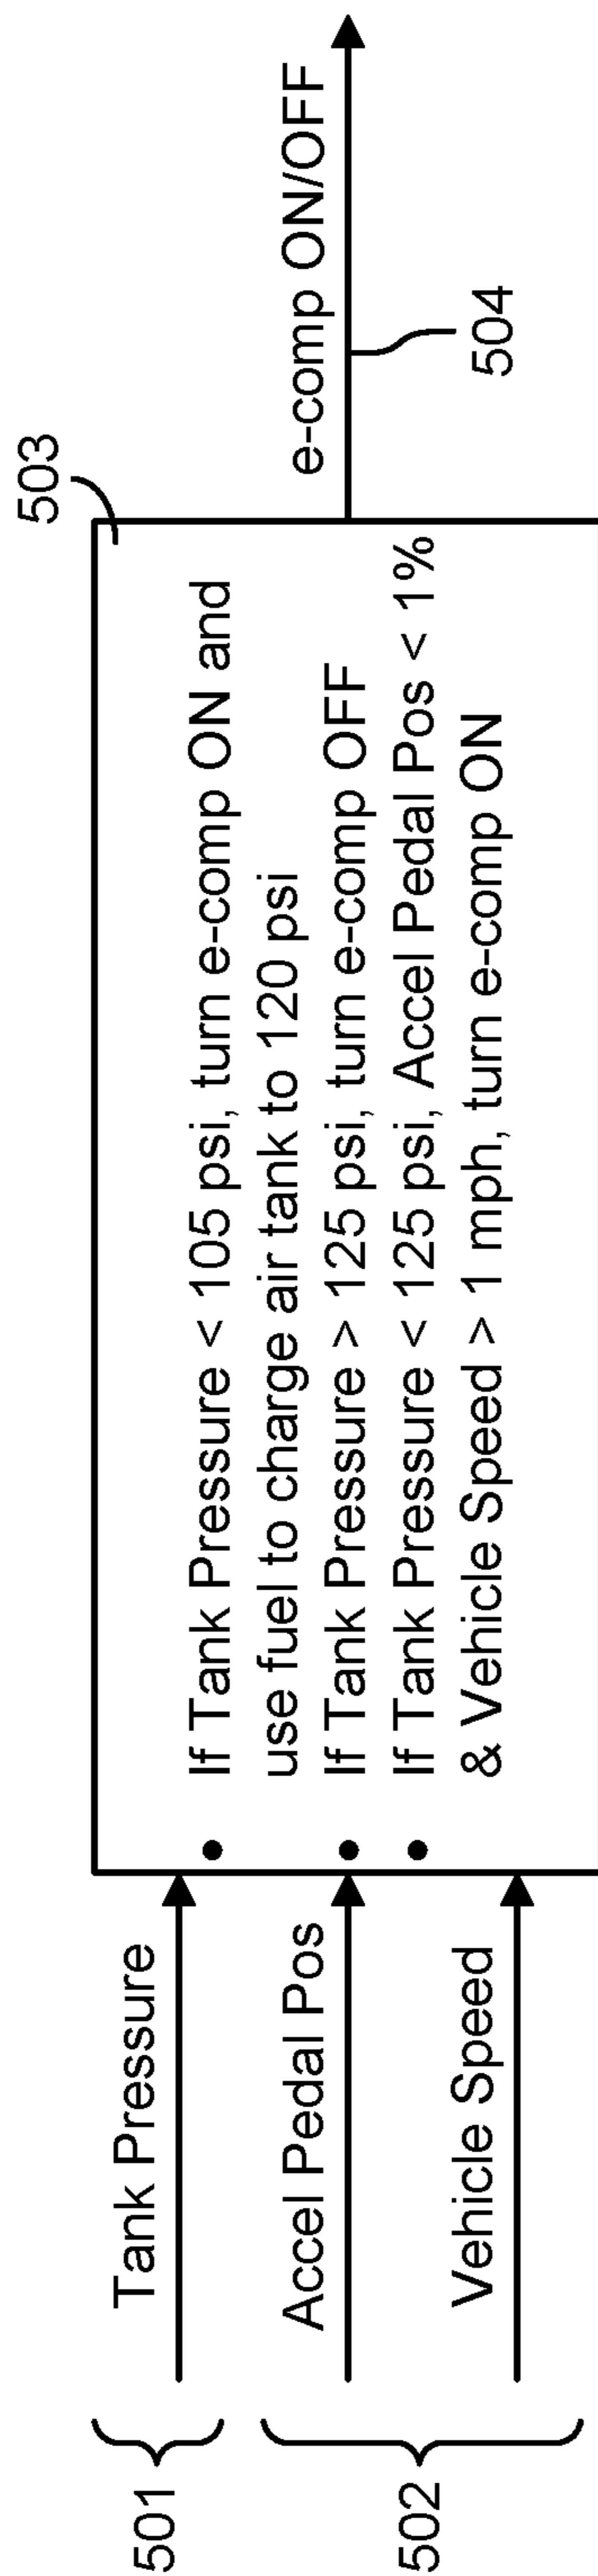 501
502
Tank Pressure
Accel Pedal Pos
Vehicle Speed
503
• If Tank Pressure < 105 psi, turn e-comp ON and
use fuel to charge air tank to 120 psi
• If Tank Pressure > 125 psi, turn e-comp OFF
• If Tank Pressure < 125 psi, Accel Pedal Pos < 1%
& Vehicle Speed > 1 mph, turn e-comp ON
e-comp ON/OFF
504